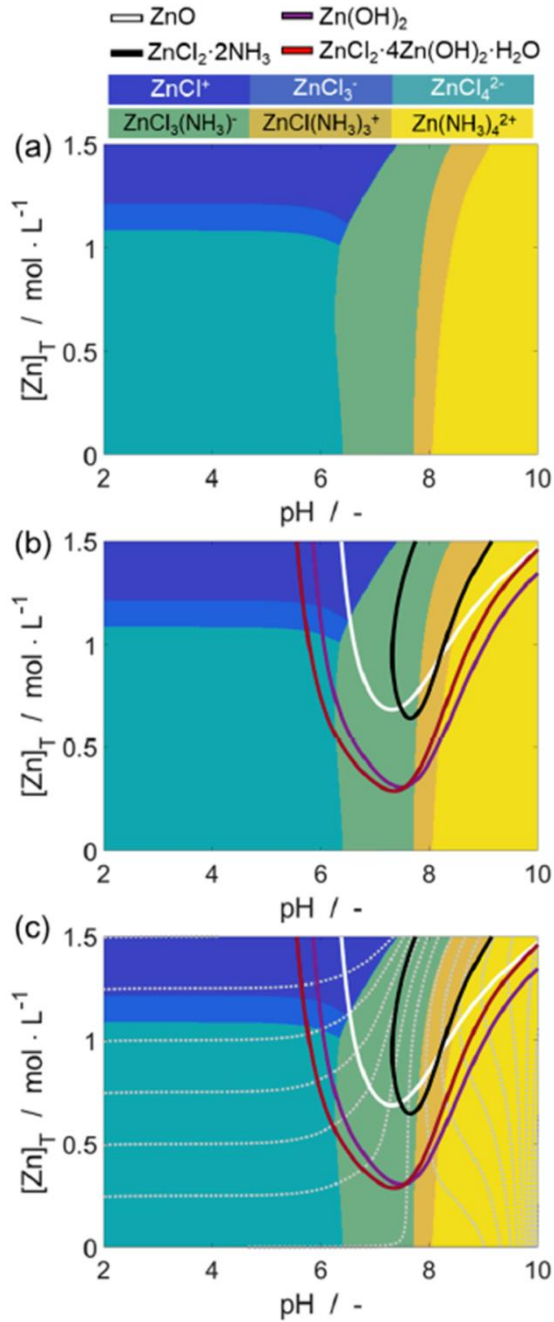 ZnO Zn(OH)₂
ZnCl₂·2NH₃ ZnCl₂·4Zn(OH)₂·H₂O
ZnCl⁺ ZnCl₃⁻ ZnCl₄²⁻
ZnCl₃(NH₃)⁻ ZnCl(NH₃)₃⁺ Zn(NH₃)₄²⁺
(a)
1.5
1
0.5
0
[Zn]T / mol · L⁻¹
2 4 6 8 10
pH / -
(b)
1.5
1
0.5
0
[Zn]T / mol · L⁻¹
2 4 6 8 10
pH / -
(c)
1.5
1
0.5
0
[Zn]T / mol · L⁻¹
2 4 6 8 10
pH / -